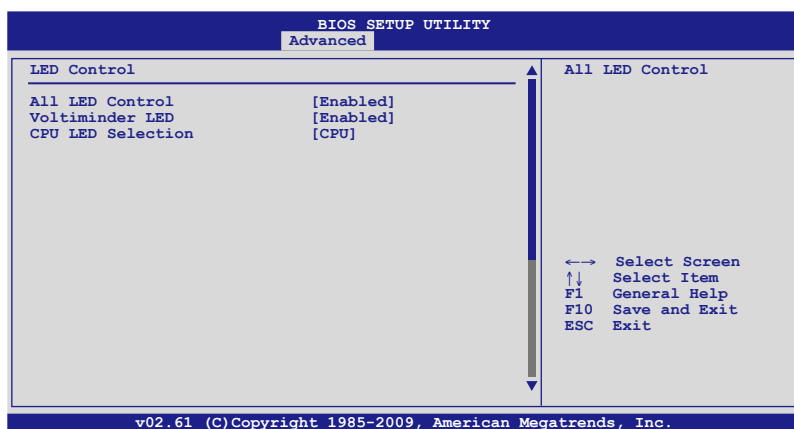 BIOS SETUP UTILITY
Advanced
LED Control
All LED Control [Enabled]
Voltiminder LED [Enabled]
CPU LED Selection [CPU]
All LED Control
←→ Select Screen
↑↓ Select Item
F1 General Help
F10 Save and Exit
ESC Exit
v02.61 (C)Copyright 1985-2009, American Megatrends, Inc.